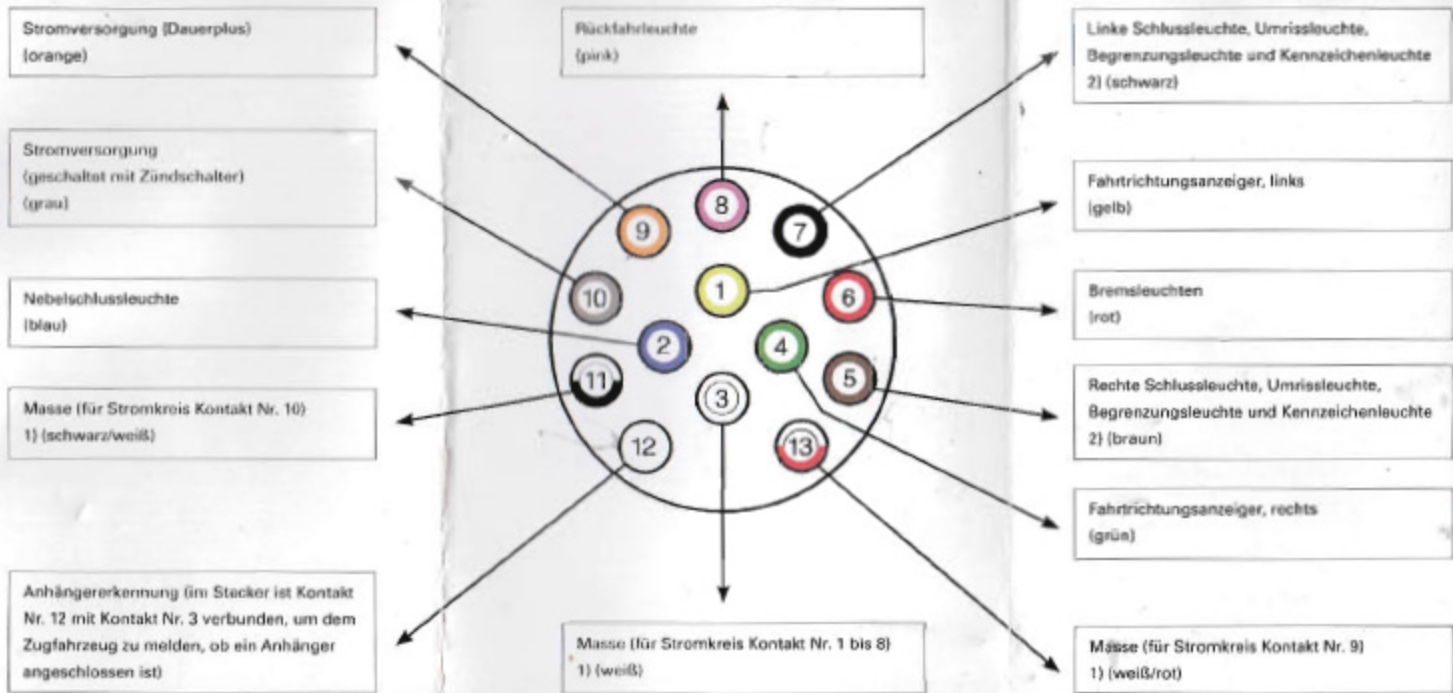 Stromversorgung (Dauerplus)
(orange)
Stromversorgung
(geschaltet mit Zündschalter)
(grau)
Nebelschlussleuchte
(blau)
Masse (für Stromkreis Kontakt Nr. 10)
1) (schwarz/weiß)
Anhängererkennung (im Stecker ist Kontakt
Nr. 12 mit Kontakt Nr. 3 verbunden, um dem
Zugfahrzeug zu melden, ob ein Anhänger
angeschlossen ist)
Rückfahrleuchte
(pink)
8
9
7
10
1
6
2
4
11
3
5
12
13
Masse (für Stromkreis Kontakt Nr. 1 bis 8)
1) (weiß)
Linke Schlussleuchte, Umrissleuchte,
Begrenzungsleuchte und Kennzeichenleuchte
2) (schwarz)
Fahrtrichtungsanzeiger, links
(gelb)
Bremsleuchten
(rot)
Rechte Schlussleuchte, Umrissleuchte,
Begrenzungsleuchte und Kennzeichenleuchte
2) (braun)
Fahrtrichtungsanzeiger, rechts
(grün)
Masse (für Stromkreis Kontakt Nr. 9)
1) (weiß/rot)